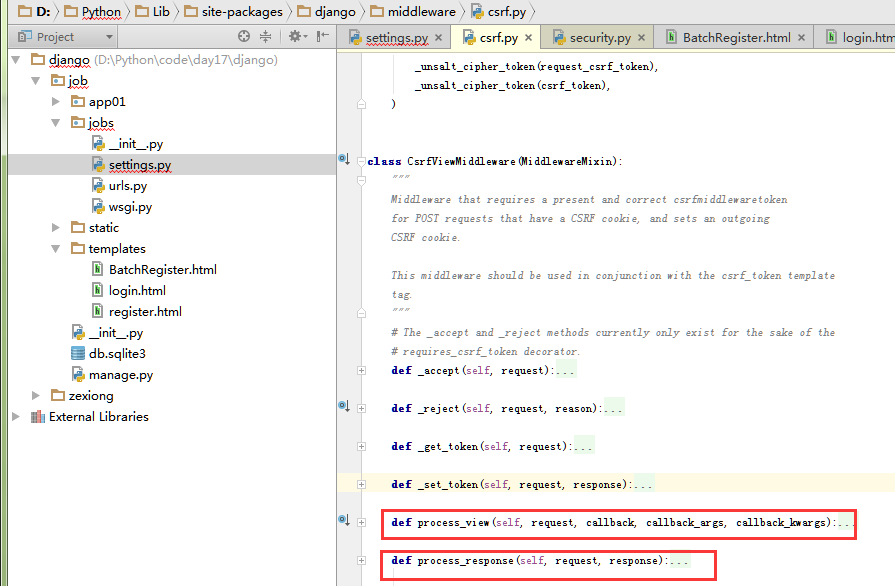 D: Python Lib site-packages django middleware csrf.py
Project
settings.py csrf.py security.py BatchRegister.html login.htm
django (D:\Python\code\day17\django)
job
app01
jobs
__init__.py
settings.py
urls.py
wsgi.py
static
templates
BatchRegister.html
login.html
register.html
__init__.py
db.sqlite3
manage.py
zexiong
External Libraries
_unsalt_cipher_token(request_csrf_token),
_unsalt_cipher_token(csrf_token),
)
class CsrfViewMiddleware(MiddlewareMixin):
"""
Middleware that requires a present and correct csrfmiddlewaretoken
for POST requests that have a CSRF cookie, and sets an outgoing
CSRF cookie.
This middleware should be used in conjunction with the csrf_token template
tag.
"""
# The _accept and _reject methods currently only exist for the sake of the
# requires_csrf_token decorator.
def _accept(self, request):...
def _reject(self, request, reason):...
def _get_token(self, request):...
def _set_token(self, request, response):...
def process_view(self, request, callback, callback_args, callback_kwargs):...
def process_response(self, request, response):...